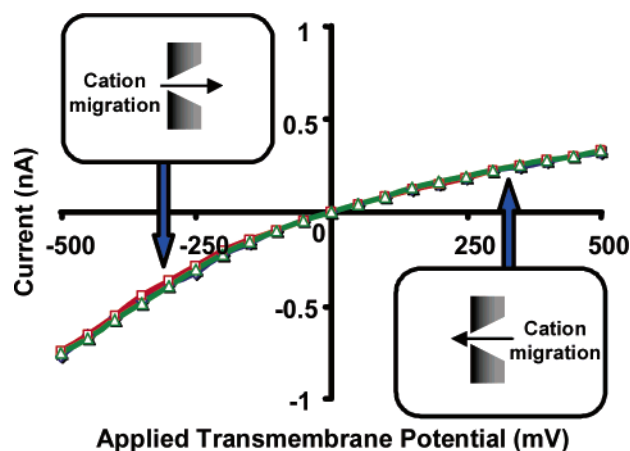 1
Cation
migration
0.5
Current (nA)
-500
-250
0
250
500
-0.5
Cation
migration
-1
Applied Transmembrane Potential (mV)